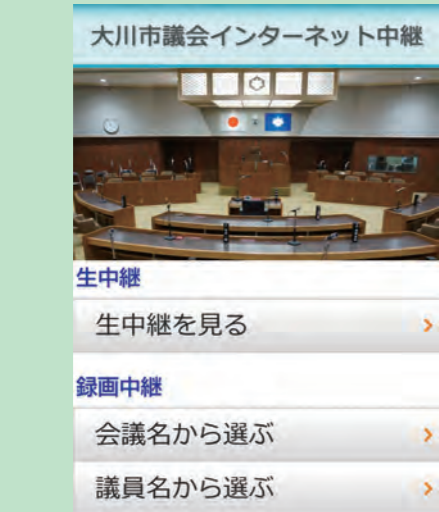 大川市議会インターネット中継
生中継
生中継を見る
録画中継
会議名から選ぶ
議員名から選ぶ